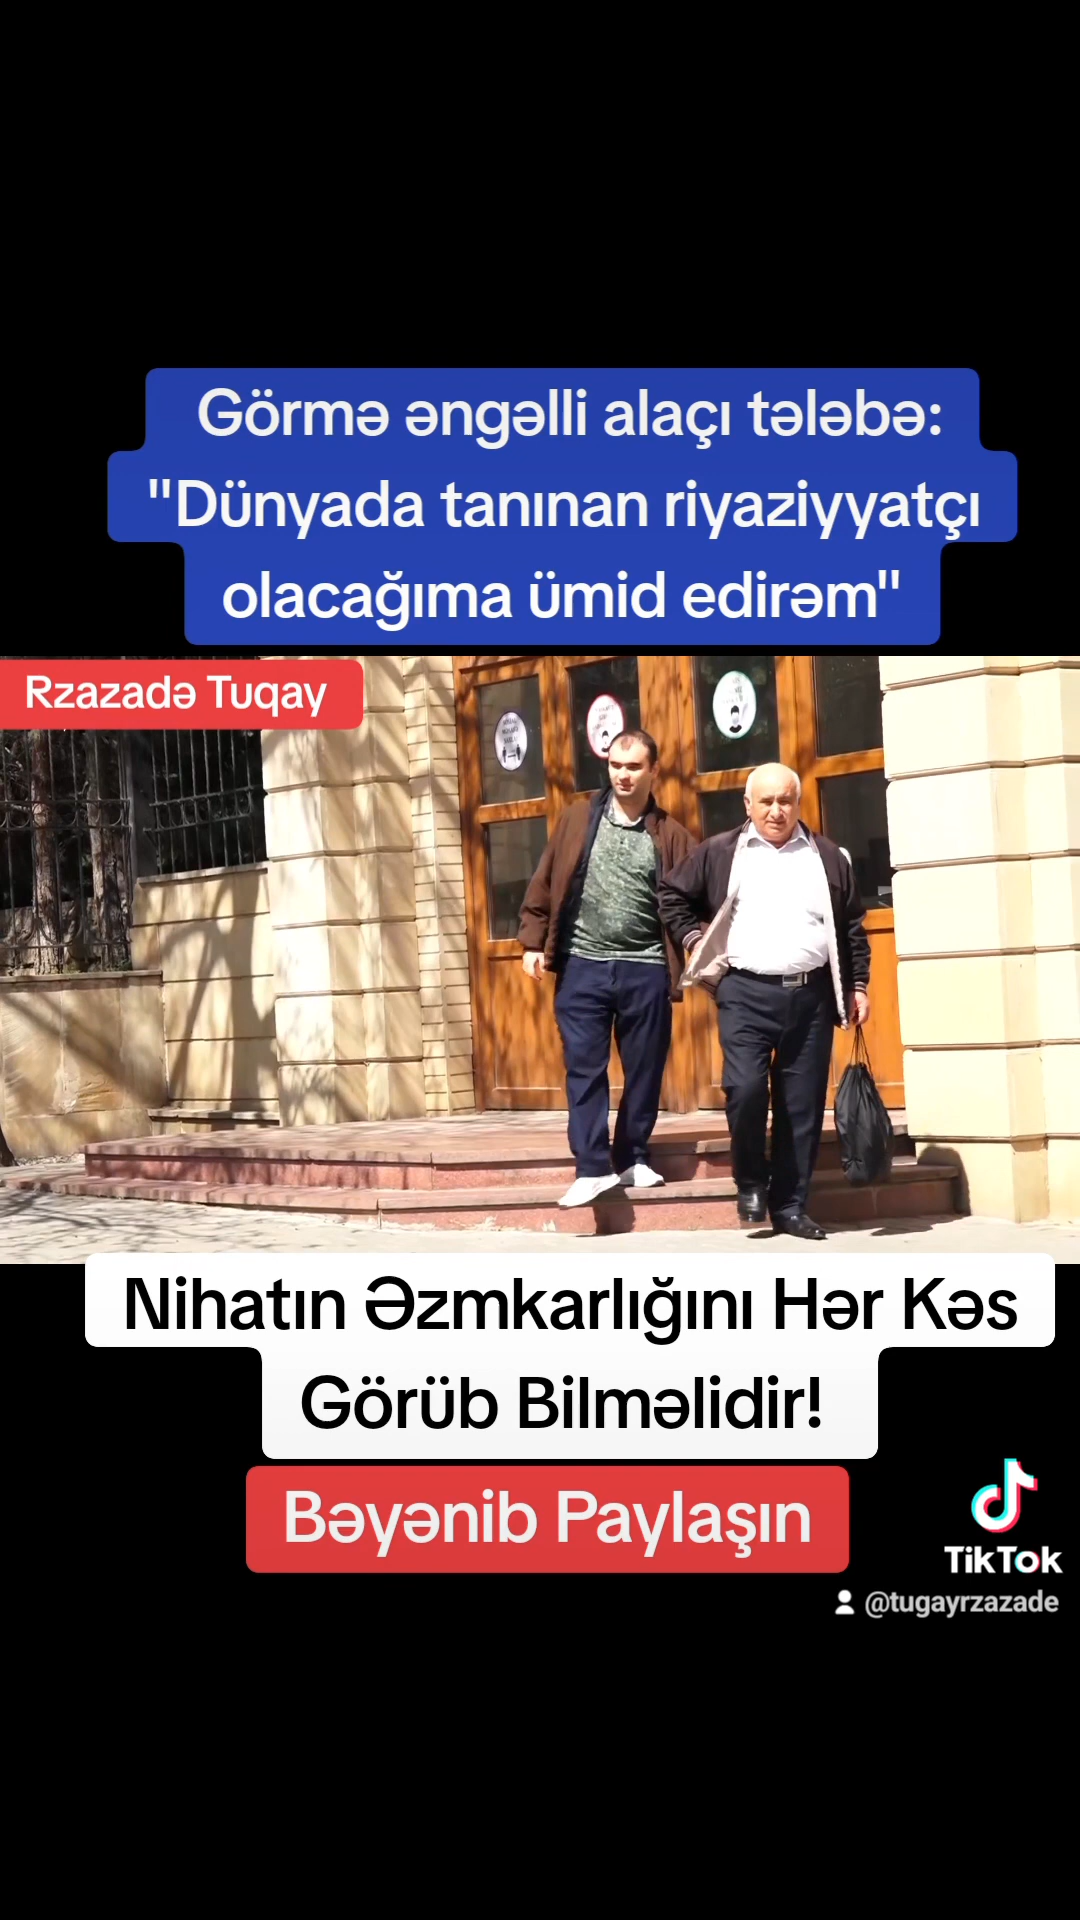 Görmə əngəlli alaçı tələbə:
"Dünyada tanınan riyaziyyatçı
olacağıma ümid edirəm"
Rzazadə Tuqay
Nihatın Əzmkarlığını Hər Kəs
Görüb Bilməlidir!
Bəyənib Paylaşın
TikTok
@tugayrzazade